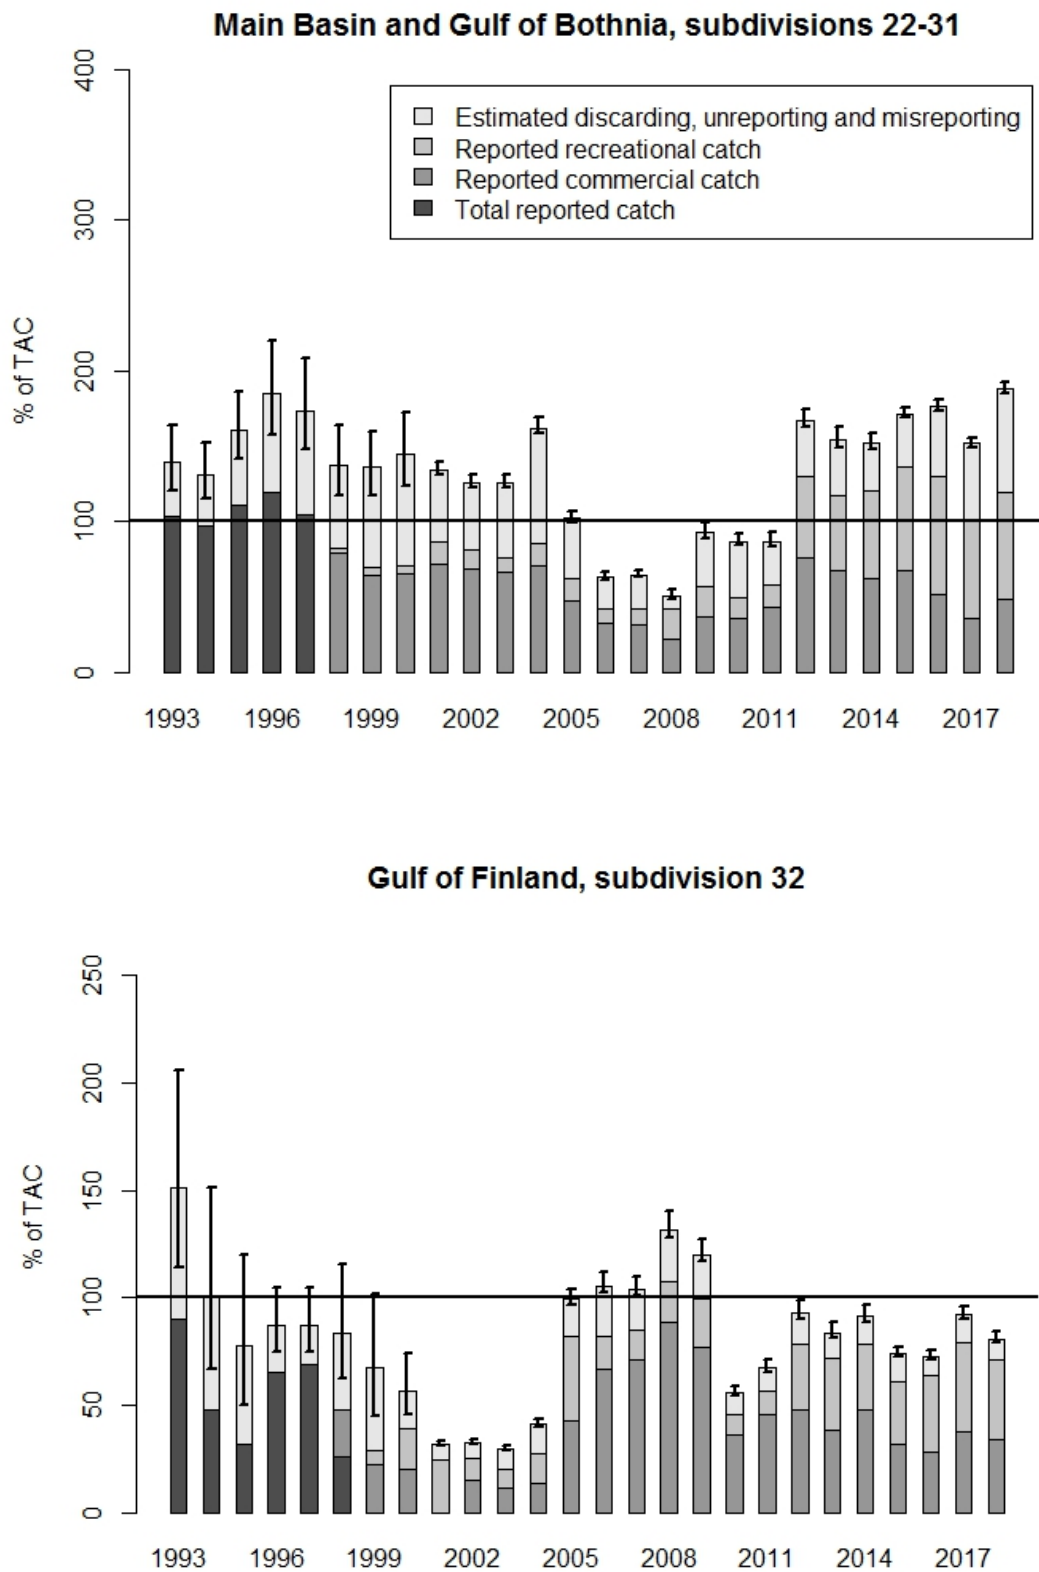 Main Basin and Gulf of Bothnia, subdivisions 22-31
400
300
200
100
0
% of TAC
Estimated discarding, unreporting and misreporting
Reported recreational catch
Reported commercial catch
Total reported catch
1993 1996 1999 2002 2005 2008 2011 2014 2017
Gulf of Finland, subdivision 32
250
200
150
100
50
0
% of TAC
1993 1996 1999 2002 2005 2008 2011 2014 2017